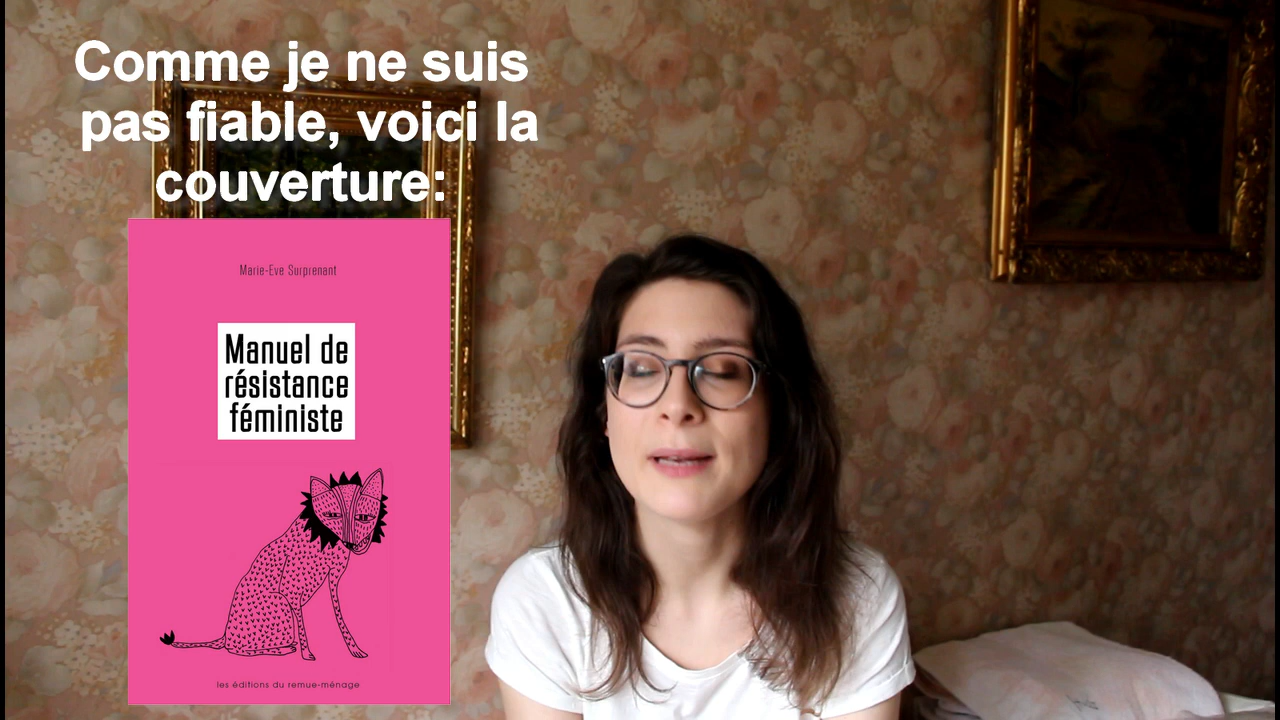 Comme je ne suis
pas fiable, voici la
couverture:
Marie-Eve Surprenant
Manuel de
résistance
féministe
les éditions du remue-ménage